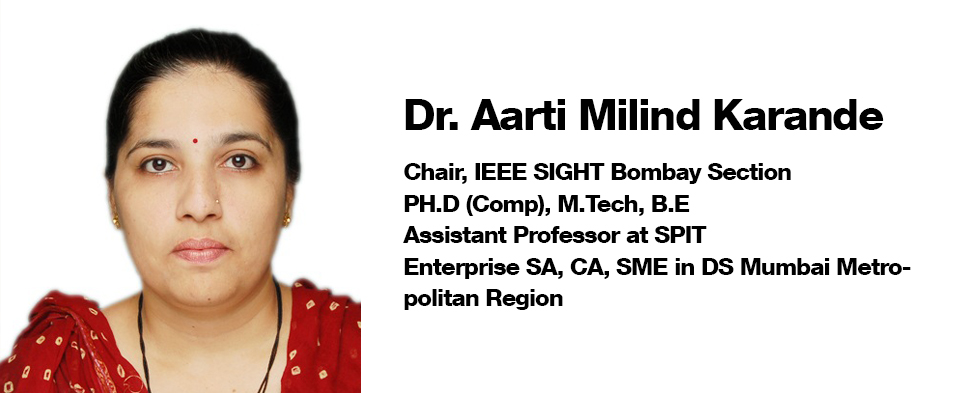 Dr. Aarti Milind Karande
Chair, IEEE SIGHT Bombay Section
PH.D (Comp), M.Tech, B.E
Assistant Professor at SPIT
Enterprise SA, CA, SME in DS Mumbai Metro-
politan Region